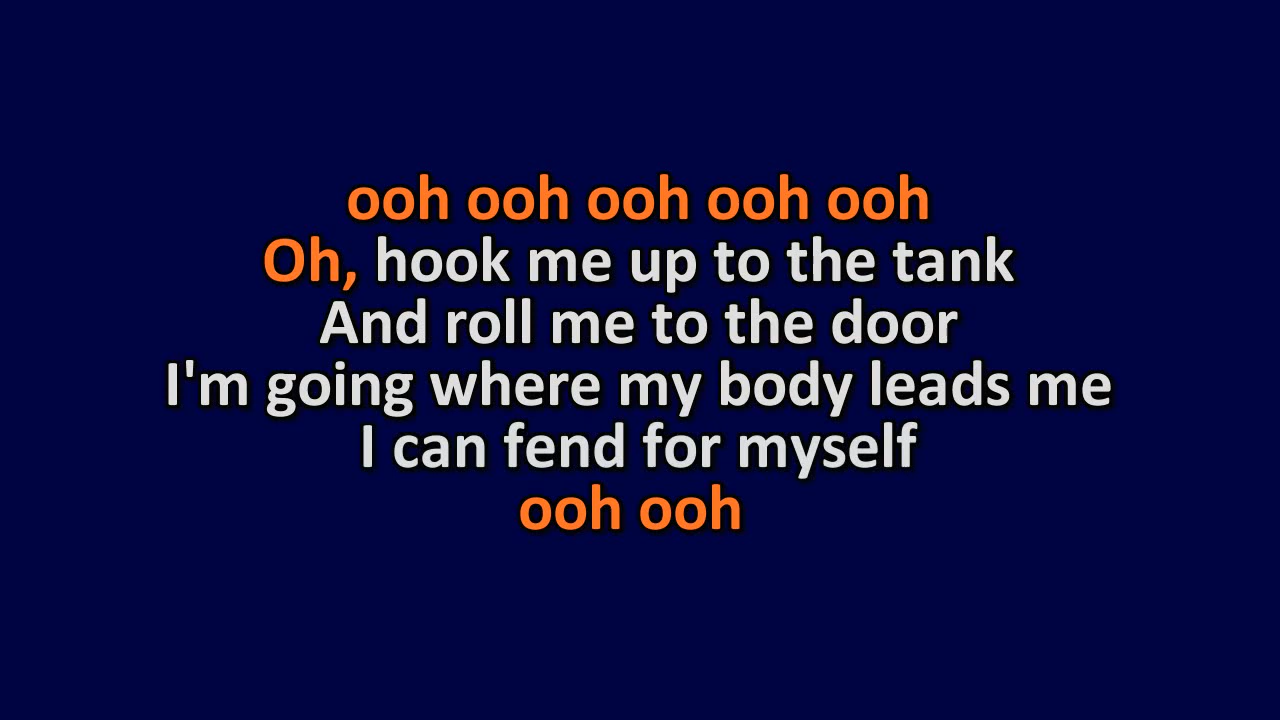 ooh ooh ooh ooh ooh
Oh, hook me up to the tank
And roll me to the door
I'm going where my body leads me
I can fend for myself
ooh ooh